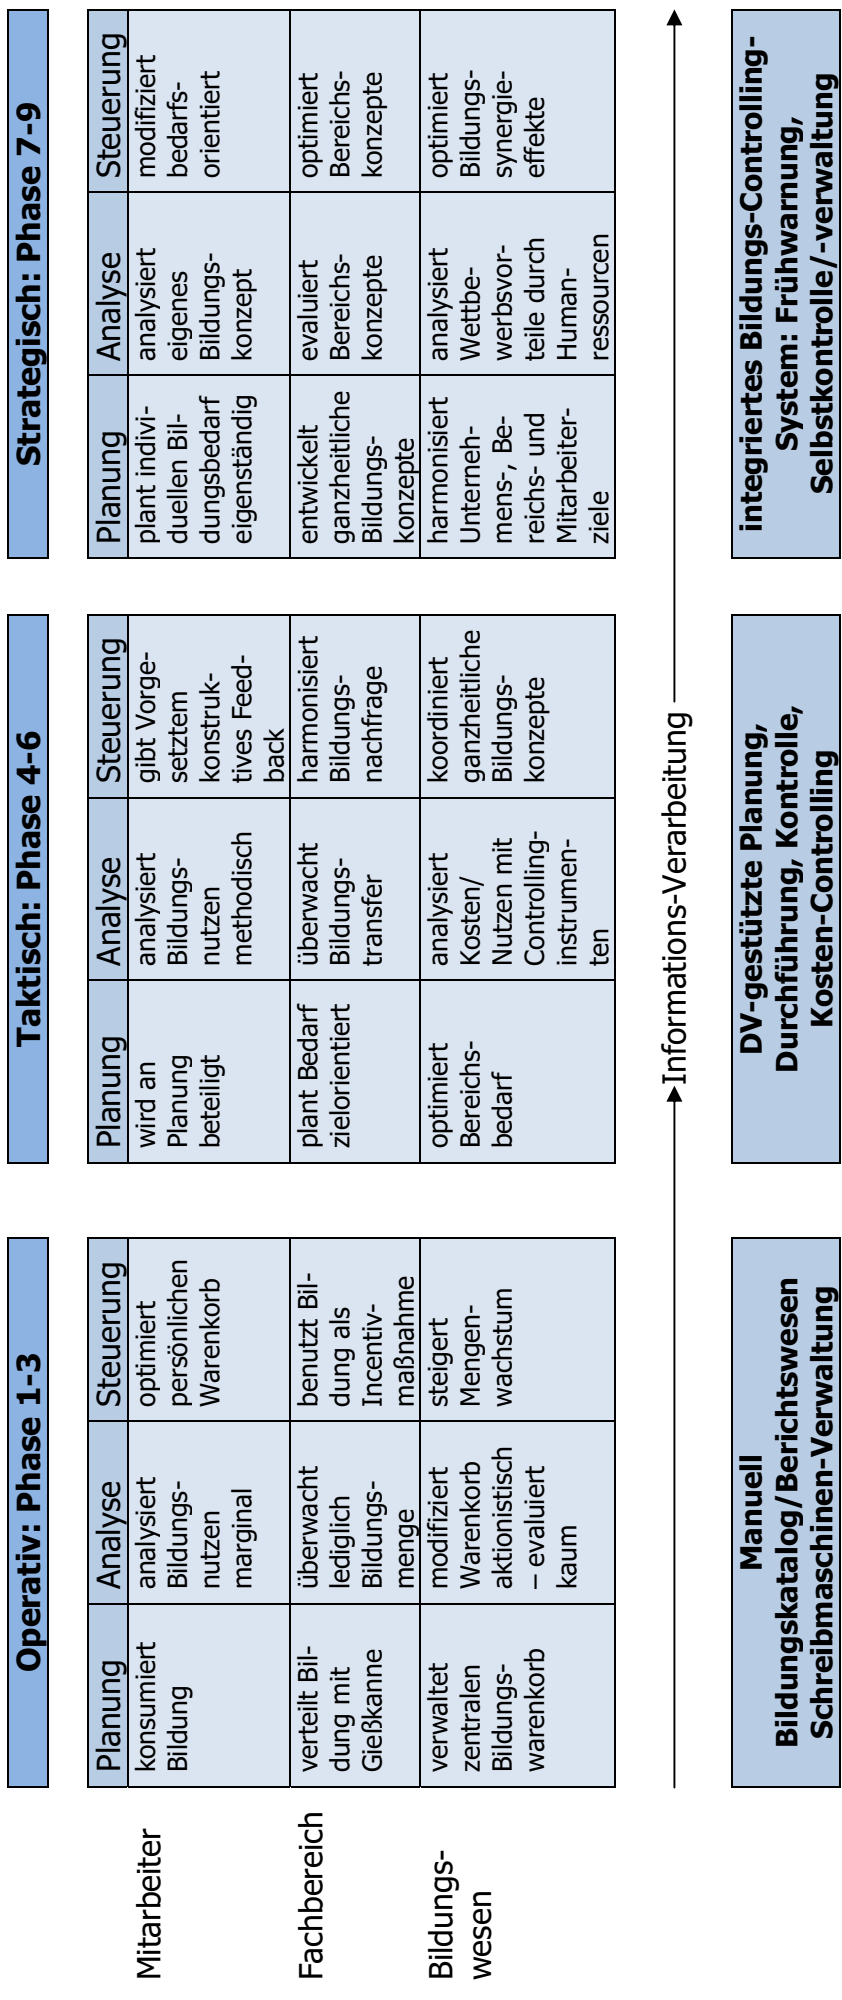 Operativ: Phase 1-3
Taktisch: Phase 4-6
Strategisch: Phase 7-9
Planung
Analyse
Steuerung
Planung
Analyse
Steuerung
Planung
Analyse
Steuerung
Mitarbeiter
konsumiert
Bildung
analysiert
Bildungs-
nutzen
marginal
optimiert
persönlichen
Warenkorb
wird an
Planung
beteiligt
analysiert
Bildungs-
nutzen
methodisch
gibt Vorge-
setztem
konstruk-
tives Feed-
back
plant indivi-
duellen Bil-
dungsbedarf
eigenständig
analysiert
eigenes
Bildungs-
konzept
modifiziert
bedarfs-
orientiert
Fachbereich
verteilt Bil-
dung mit
Gießkanne
überwacht
lediglich
Bildungs-
menge
benutzt Bil-
dung als
Incentiv-
maßnahme
plant Bedarf
zielorientiert
überwacht
Bildungs-
transfer
harmonisiert
Bildungs-
nachfrage
entwickelt
ganzheitliche
Bildungs-
konzepte
evaluiert
Bereichs-
konzepte
optimiert
Bereichs-
konzepte
Bildungs-
wesen
verwaltet
zentralen
Bildungs-
warenkorb
modifiziert
Warenkorb
aktionistisch
– evaluiert
kaum
steigert
Mengen-
wachstum
optimiert
Bereichs-
bedarf
analysiert
Kosten/
Nutzen mit
Controlling-
instrumen-
ten
koordiniert
ganzheitliche
Bildungs-
konzepte
harmonisiert
Unterneh-
mens-, Be-
reichs- und
Mitarbeiter-
ziele
analysiert
Wettbe-
werbsvor-
teile durch
Human-
ressourcen
optimiert
Bildungs-
synergie-
effekte
Informations-Verarbeitung
Manuell
Bildungskatalog/Berichtswesen
Schreibmaschinen-Verwaltung
DV-gestützte Planung,
Durchführung, Kontrolle,
Kosten-Controlling
integriertes Bildungs-Controlling-
System: Frühwarnung,
Selbstkontrolle/-verwaltung